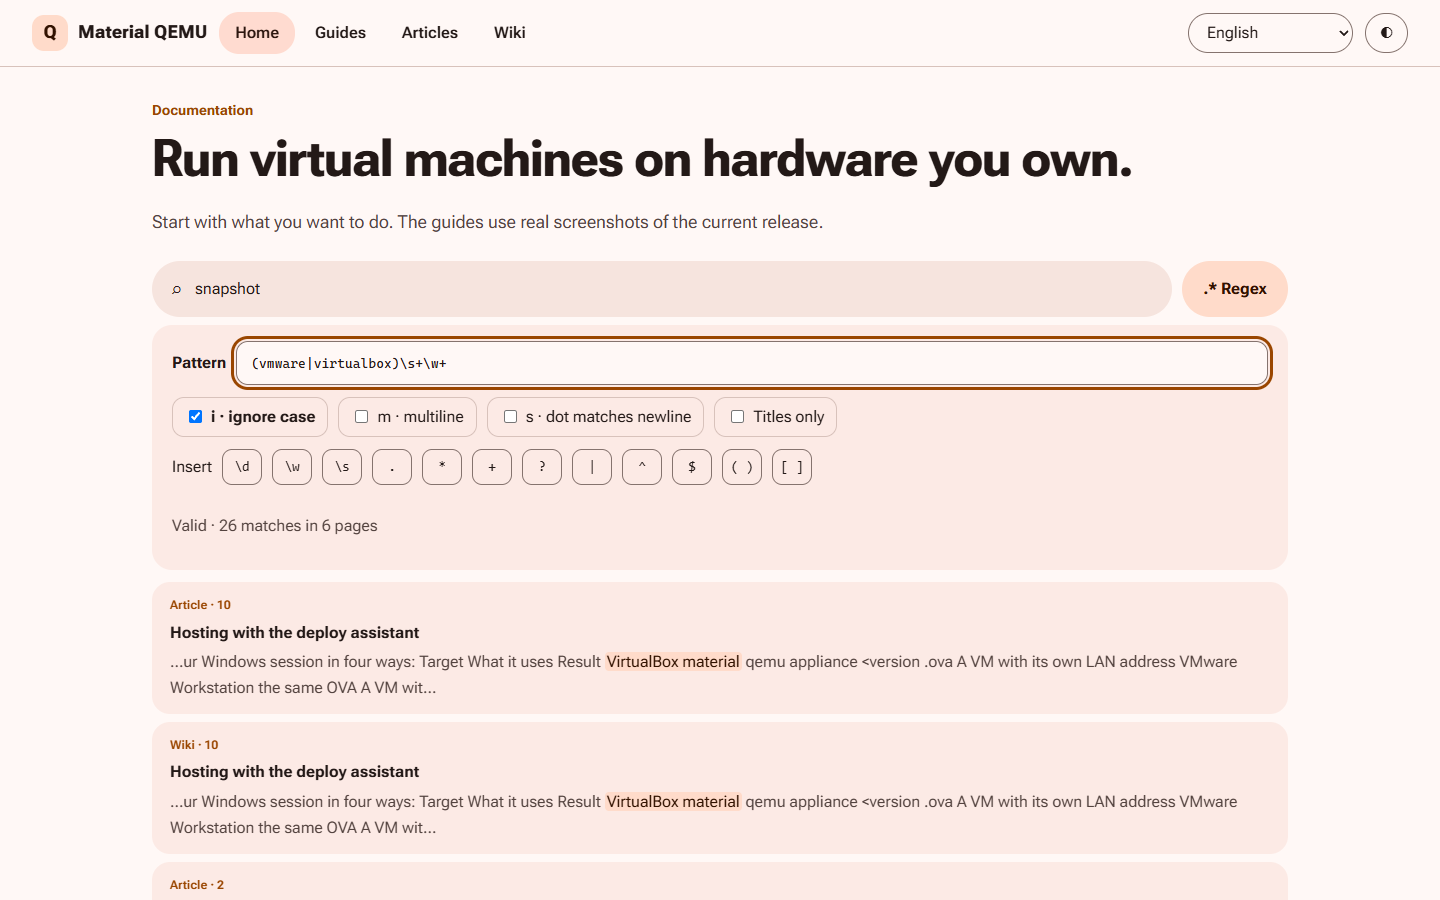 Q Material QEMU Home Guides Articles Wiki English
Documentation
Run virtual machines on hardware you own.
Start with what you want to do. The guides use real screenshots of the current release.
snapshot .* Regex
Pattern (vmware|virtualbox)\s+\w+
i · ignore case m · multiline s · dot matches newline Titles only
Insert \d \w \s . * + ? | ^ $ ( ) [ ]
Valid · 26 matches in 6 pages
Article · 10
Hosting with the deploy assistant
...ur Windows session in four ways: Target What it uses Result VirtualBox material qemu appliance <version .ova A VM with its own LAN address VMware
Workstation the same OVA A VM wit...
Wiki · 10
Hosting with the deploy assistant
...ur Windows session in four ways: Target What it uses Result VirtualBox material qemu appliance <version .ova A VM with its own LAN address VMware
Workstation the same OVA A VM wit...
Article · 2